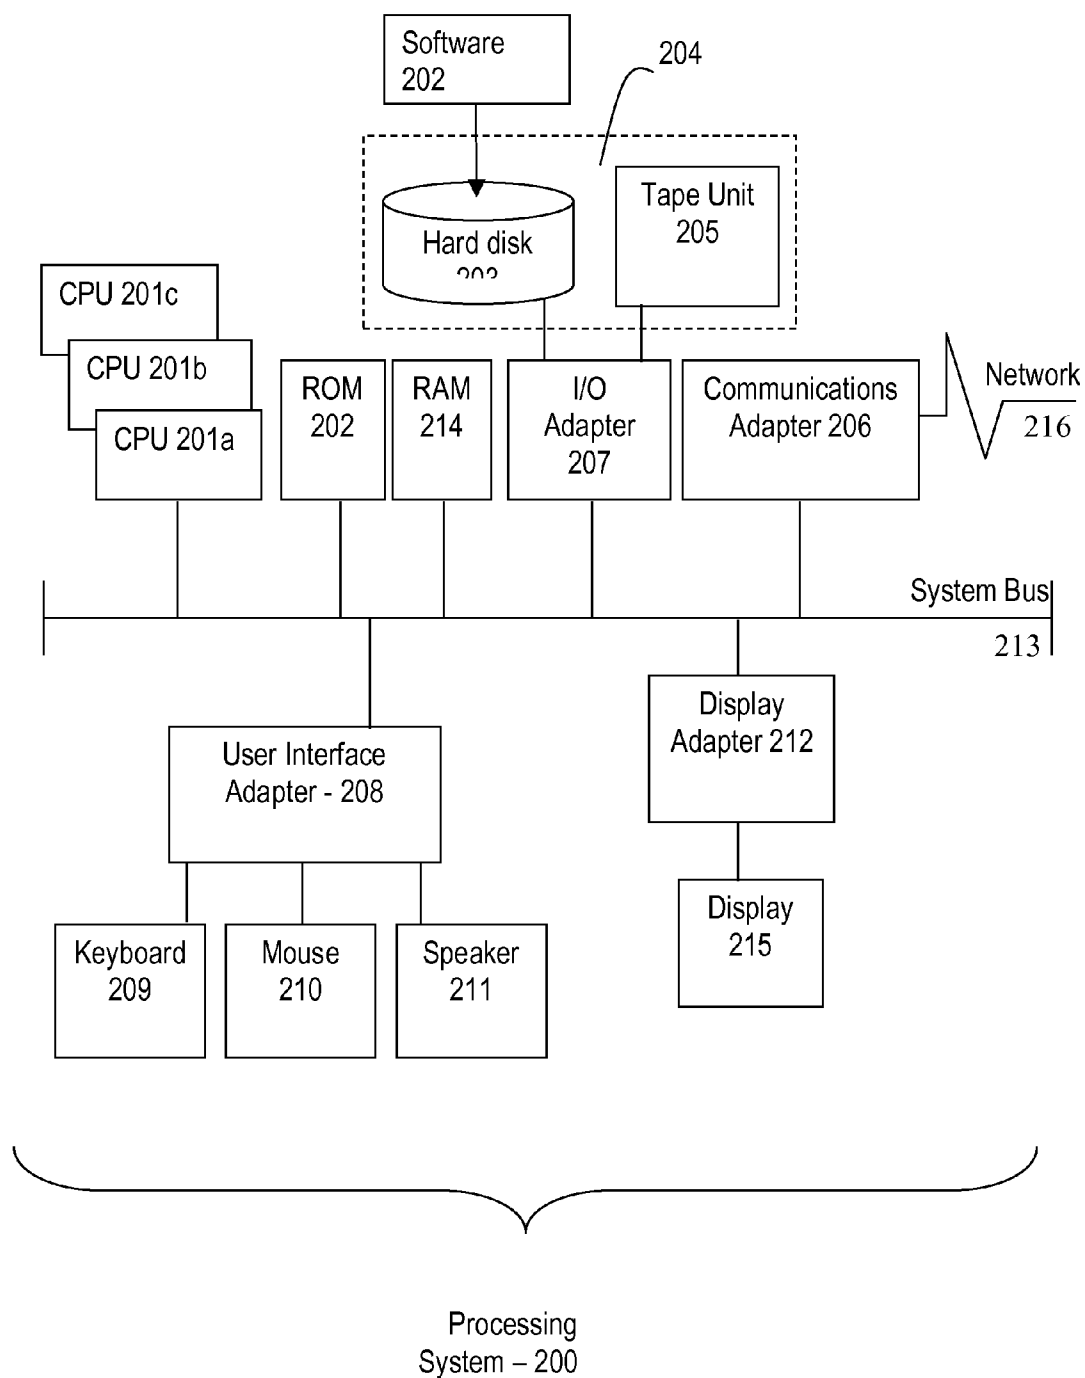 Software
202
204
Tape Unit
205
Hard disk
203
CPU 201c
CPU 201b
CPU 201a
ROM
202
RAM
214
I/O
Adapter
207
Communications
Adapter 206
Network
216
System Bus
213
User Interface
Adapter - 208
Display
Adapter 212
Keyboard
209
Mouse
210
Speaker
211
Display
215
Processing
System – 200